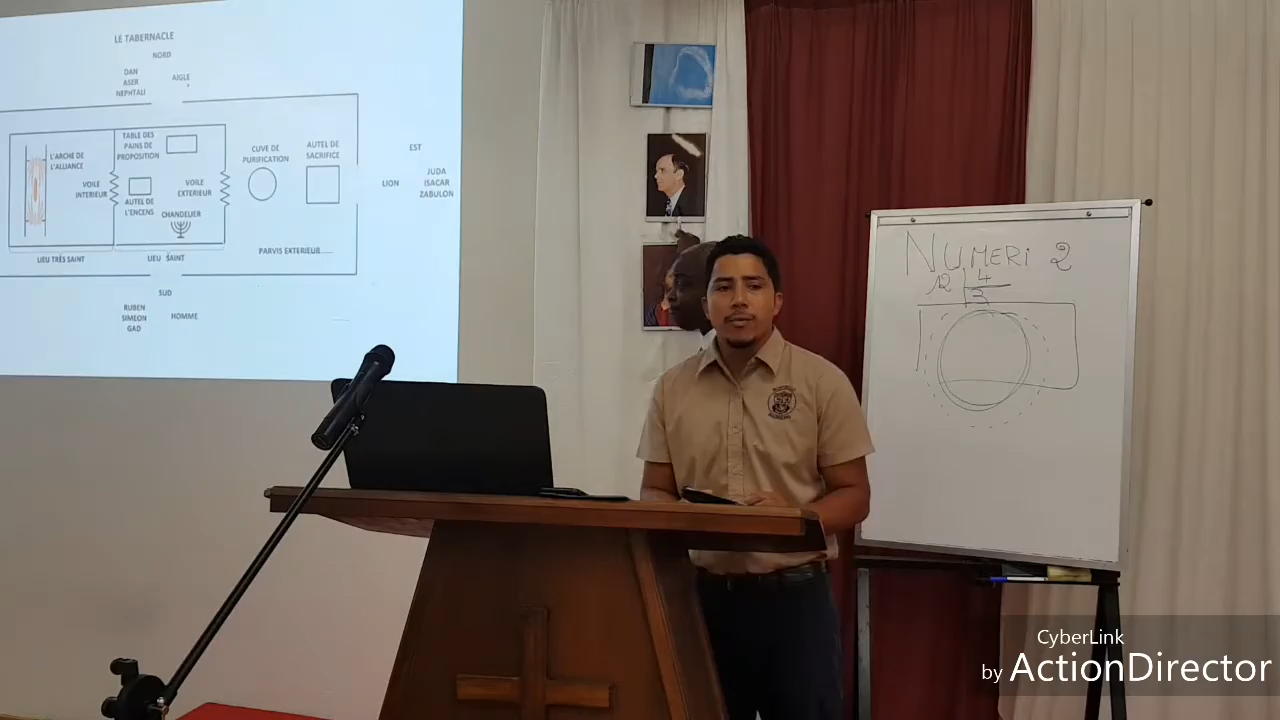 LE TABERNACLE
NORD
DAN
ASER
NEPHTALI
AIGLE
L'ARCHE DE
L'ALLIANCE
VOILE
INTERIEUR
TABLE DES
PAINS DE
PROPOSITION
AUTEL DE
L'ENCENS
VOILE
EXTERIEUR
CHANDELIER
CUVE DE
PURIFICATION
AUTEL DE
SACRIFICE
EST
LION
JUDA
ISACAR
ZABULON
LIEU TRÈS SAINT
LIEU SAINT
PARVIS EXTERIEUR
SUD
RUBEN
SIMEON
GAD
HOMME
NUMERI 2
12 4
3
CyberLink
by ActionDirector